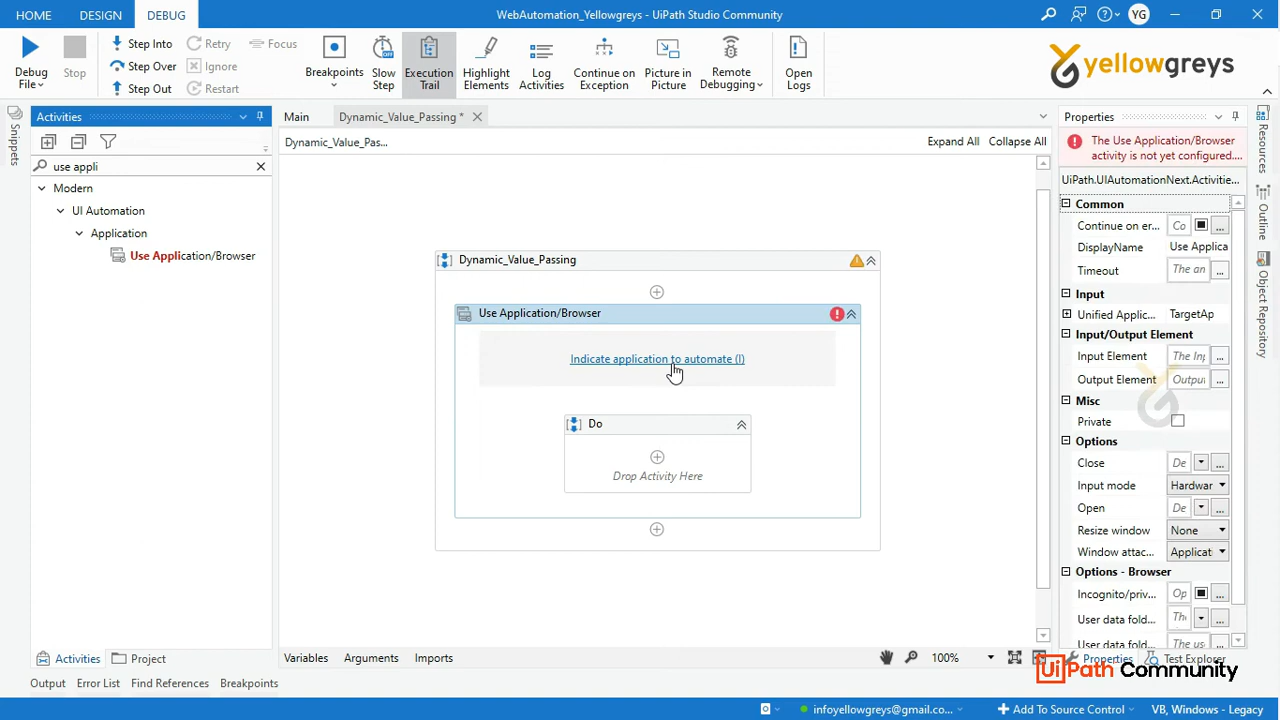 HOME DESIGN DEBUG WebAutomation_Yellowgreys - UiPath Studio Community YG
Debug File
Stop
Step Into
Step Over
Step Out
Retry
Ignore
Restart
Focus
Breakpoints
Slow Step
Execution Trail
Highlight Elements
Log Activities
Continue on Exception
Picture in Picture
Remote Debugging
Open Logs
yellowgreys
Snippets
Activities
use appli
Modern
UI Automation
Application
Use Application/Browser
Activities Project
Main Dynamic_Value_Passing *
Dynamic_Value_Pas... Expand All Collapse All
Dynamic_Value_Passing
Use Application/Browser
Indicate application to automate (I)
Do
Drop Activity Here
Variables Arguments Imports 100%
Properties
The Use Application/Browser
activity is not yet configured....
UiPath.UIAutomationNext.Activitie...
Common
Continue on er... Co ...
DisplayName Use Applica
Timeout The an ...
Input
Unified Applic... TargetAp
Input/Output Element
Input Element The Inp ...
Output Element Output ...
Misc
Private
Options
Close De ...
Input mode Hardwar
Open De ...
Resize window None
Window attac... Applicati
Options - Browser
Incognito/priv... Op ...
User data fold... The ...
User data fold... The us ...
Properties Test Explorer
UiPath Community
Resources
Outline
Object Repository
Output Error List Find References Breakpoints
infoyellowgreys@gmail.co... Add To Source Control VB, Windows - Legacy